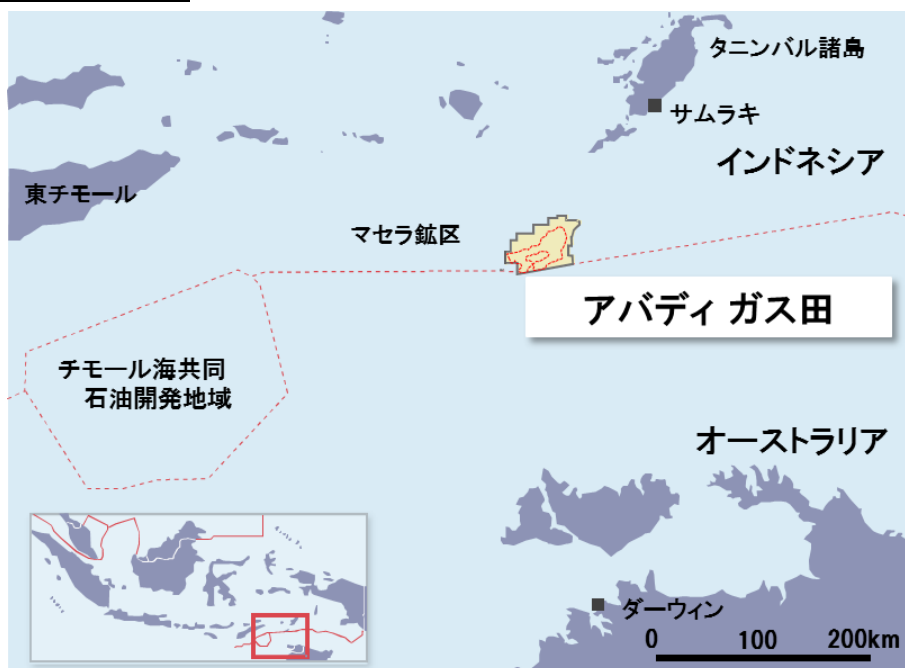 タニンバル諸島
サムラキ
インドネシア
東チモール
マセラ鉱区
アバディ ガス田
チモール海共同
石油開発地域
オーストラリア
ダーウィン
0 100 200km